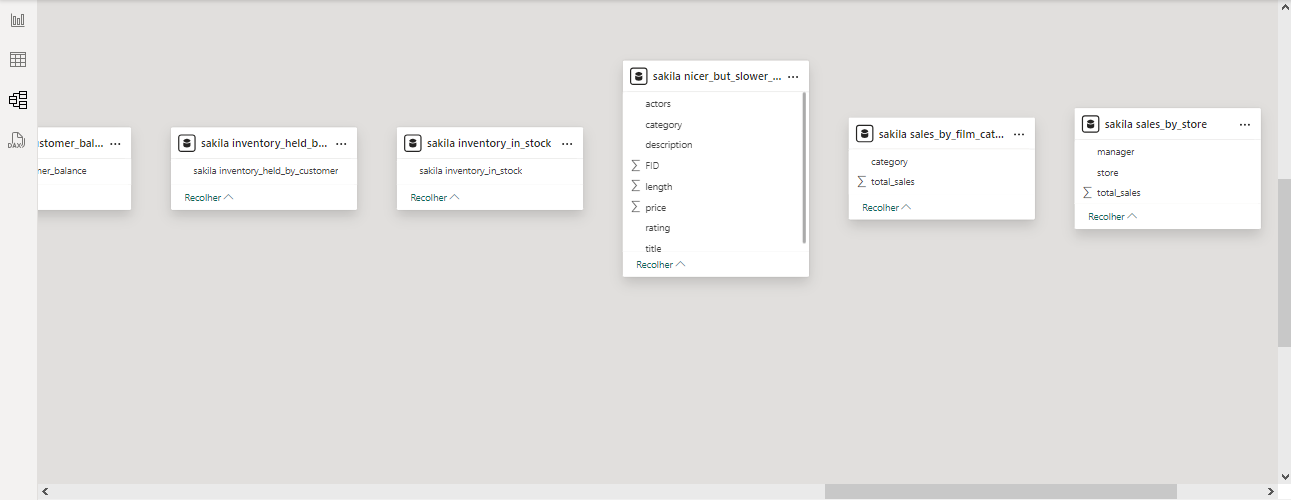 DAX
ustomer_bal... ...
ner_balance
sakila inventory_held_b... ...
sakila inventory_held_by_customer
Recolher
sakila inventory_in_stock ...
sakila inventory_in_stock
Recolher
sakila nicer_but_slower_... ...
actors
category
description
∑ FID
∑ length
∑ price
rating
title
Recolher
sakila sales_by_film_cat... ...
category
∑ total_sales
Recolher
sakila sales_by_store ...
manager
store
∑ total_sales
Recolher